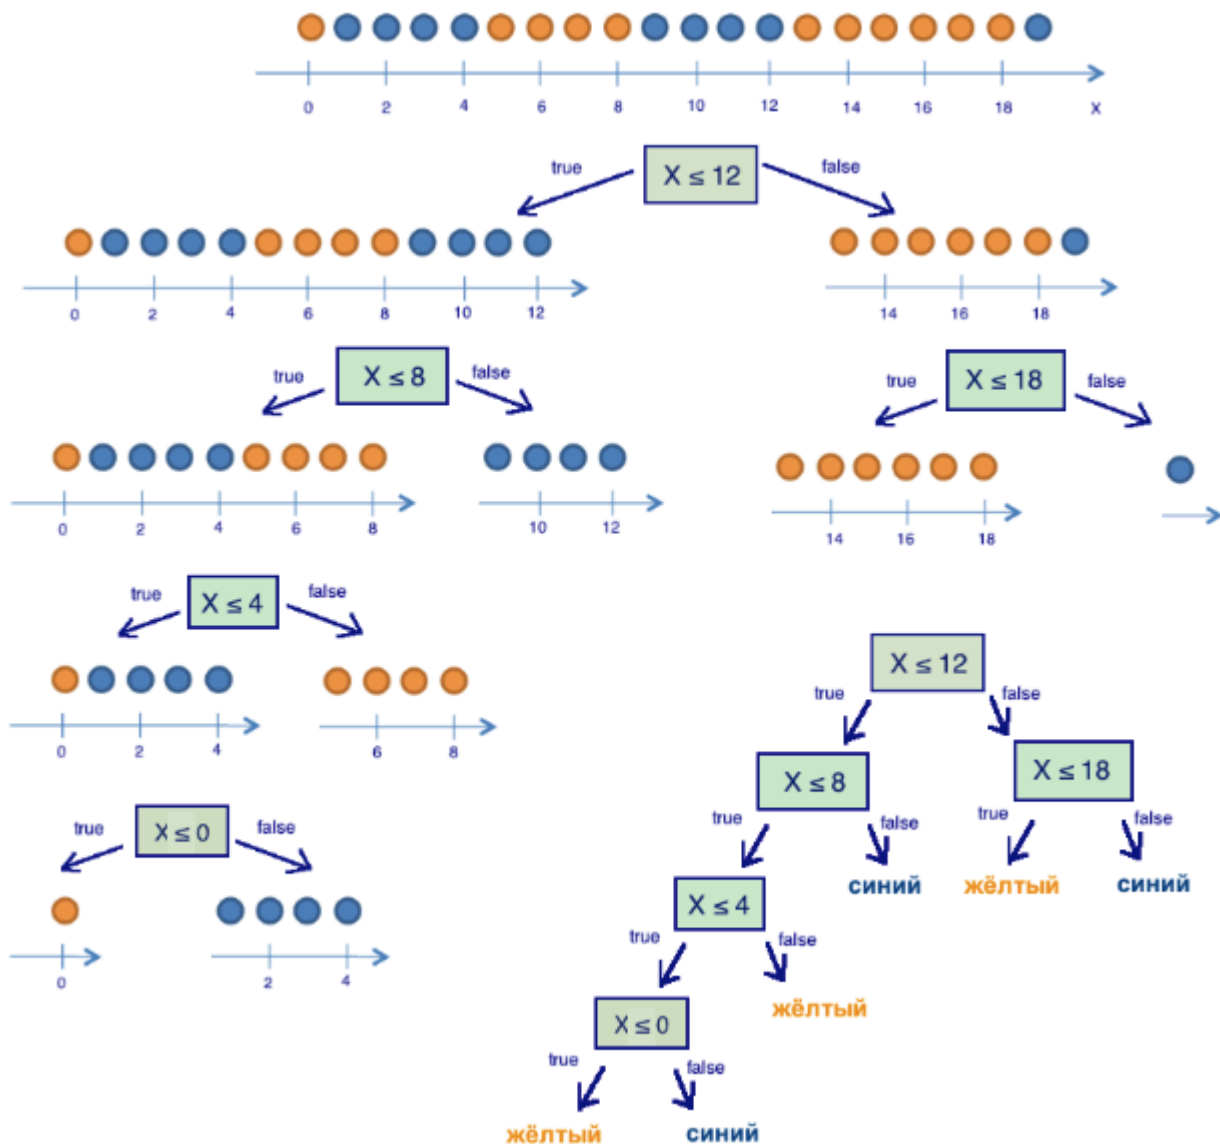 0 2 4 6 8 10 12 14 16 18 X
true X ≤ 12 false
0 2 4 6 8 10 12
14 16 18
true X ≤ 8 false
true X ≤ 18 false
0 2 4 6 8
10 12
14 16 18
true X ≤ 4 false
0 2 4
6 8
true X ≤ 0 false
0
2 4
X ≤ 12
true false
X ≤ 8 X ≤ 18
true false true false
X ≤ 4 синий жёлтый синий
true false
X ≤ 0 жёлтый
true false
жёлтый синий